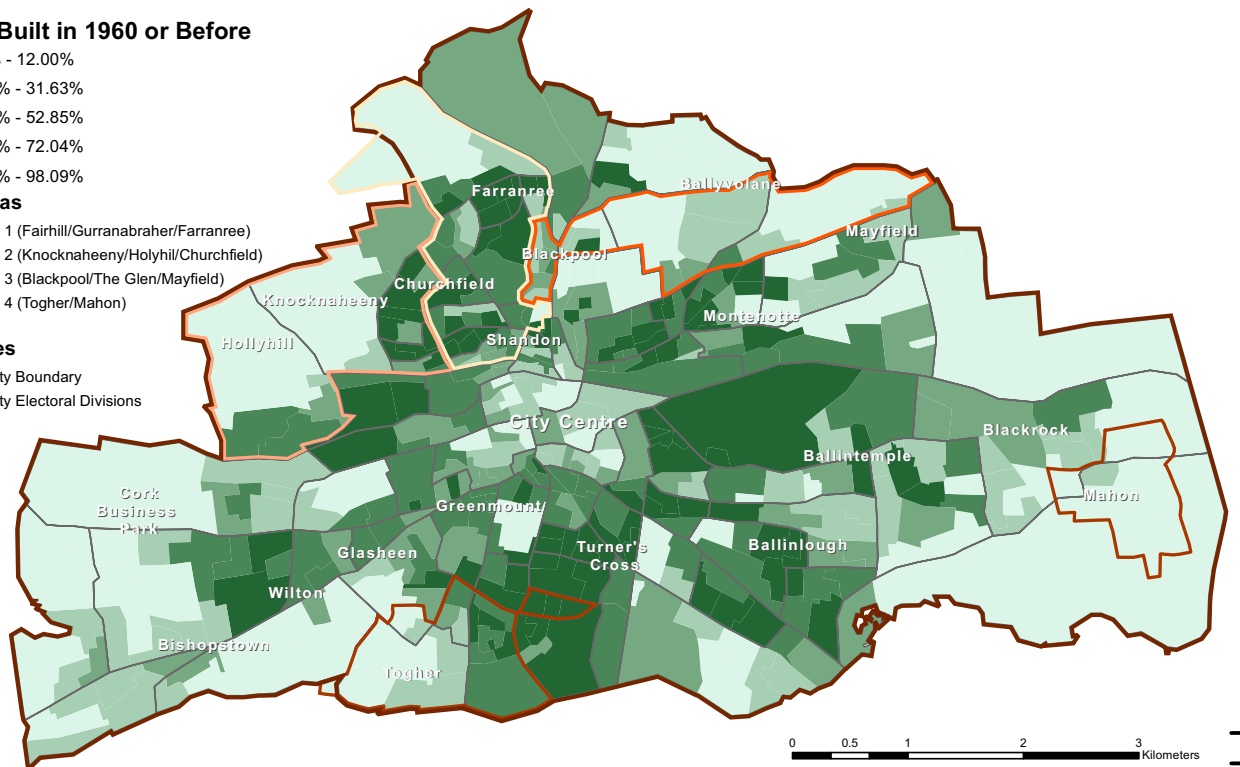 Built in 1960 or Before
- 12.00%
% - 31.63%
% - 52.85%
% - 72.04%
% - 98.09%
as
1 (Fairhill/Gurranabraher/Farranree)
2 (Knocknaheeny/Holyhil/Churchfield)
3 (Blackpool/The Glen/Mayfield)
4 (Togher/Mahon)
es
ty Boundary
ty Electoral Divisions
Farranree
Ballyvolane
Mayfield
Blackpool
Churchfield
Knocknaheeny
Montenotte
Shandon
Hollyhill
City Centre
Blackrock
Ballintemple
Mahon
Cork
Business
Park
Greenmount/
Turner's
Cross
Ballinlough
Glasheen
Wilton
Bishopstown
Togher
0 0.5 1 2 3
Kilometers